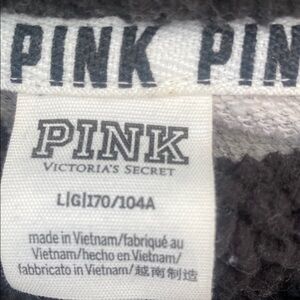 PINK PIN
PINK
VICTORIA'S SECRET
L|G|170/104A
made in Vietnam/fabriqué au
Vietnam/hecho en Vietnam/
fabbricato in Vietnam/越南制造